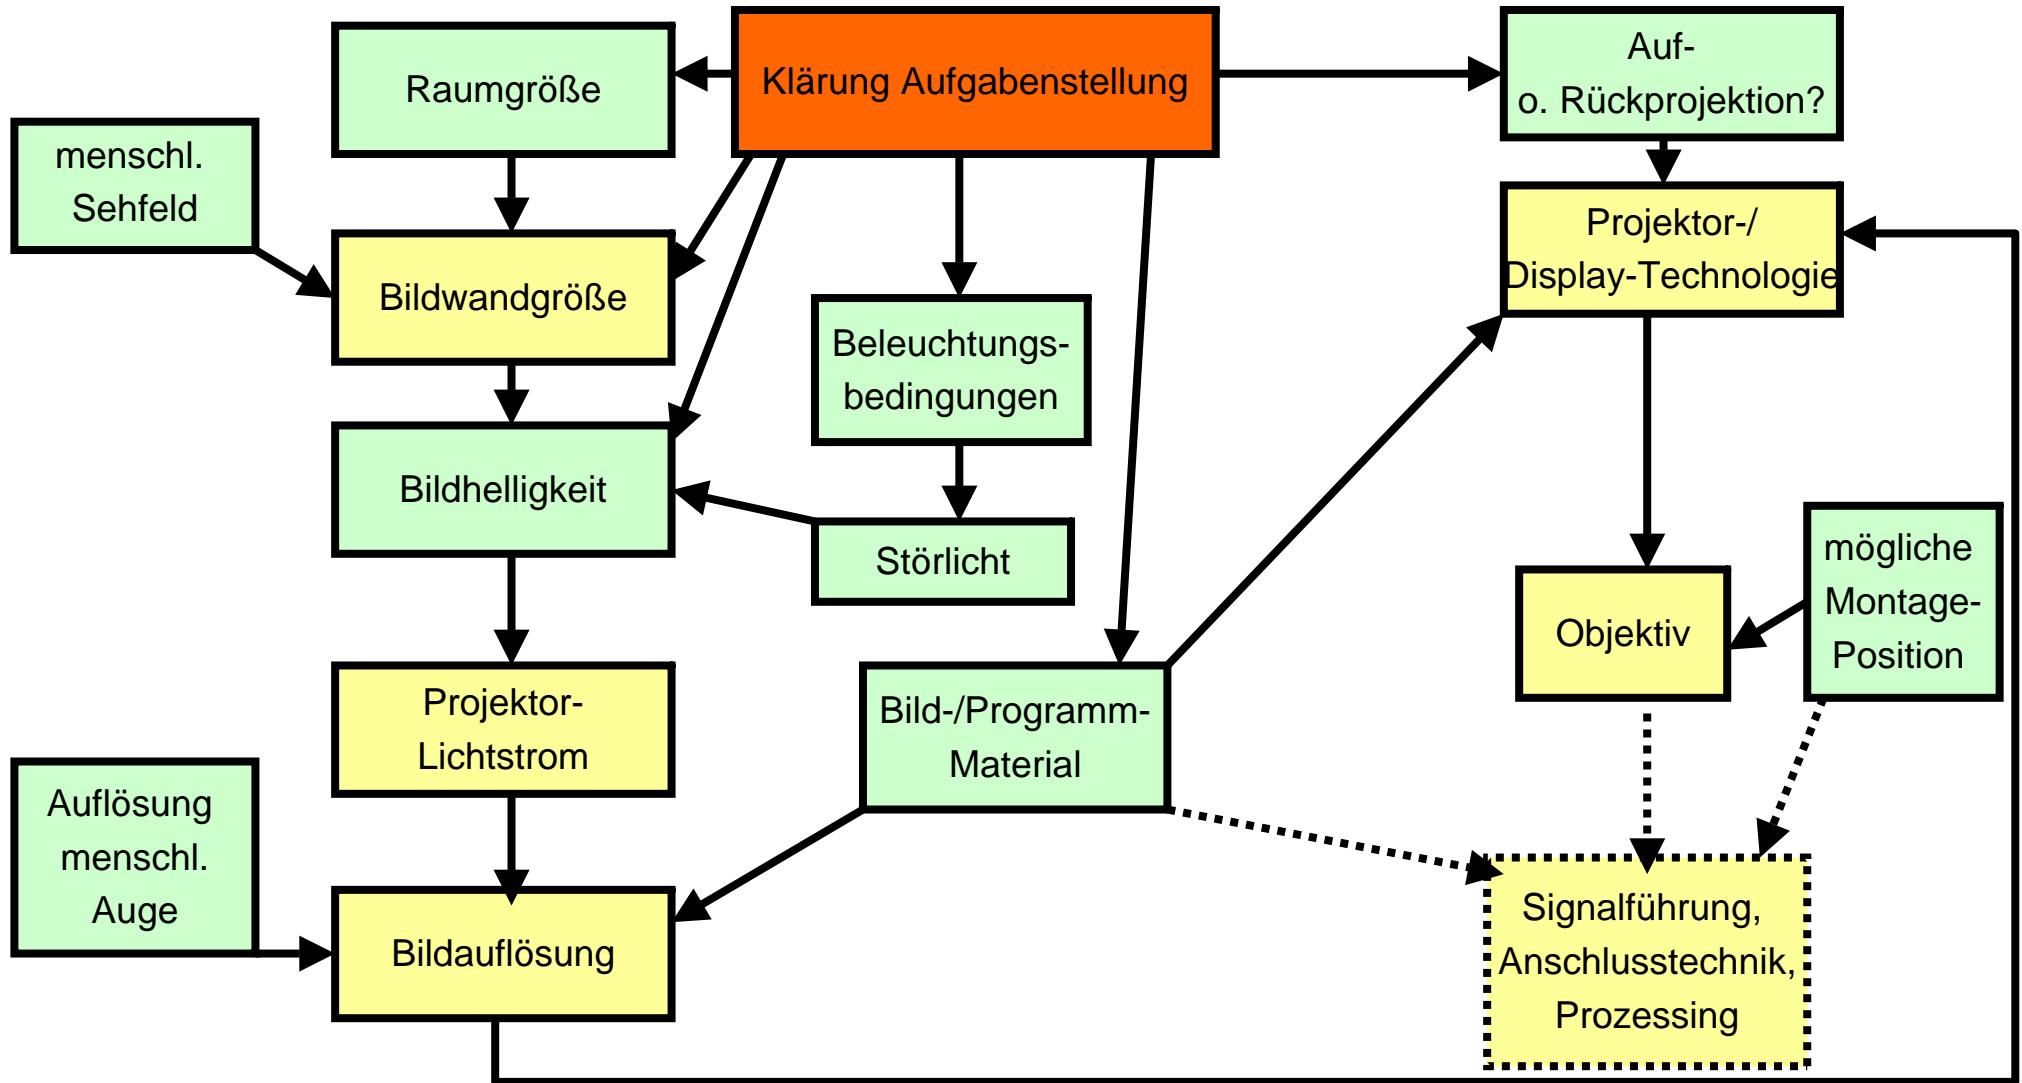 Raumgröße
Klärung Aufgabenstellung
Auf-
o. Rückprojektion?
menschl.
Sehfeld
Bildwandgröße
Projektor-/
Display-Technologie
Beleuchtungs-
bedingungen
Bildhelligkeit
Störlicht
mögliche
Montage-
Position
Objektiv
Projektor-
Lichtstrom
Bild-/Programm-
Material
Auflösung
menschl.
Auge
Bildauflösung
Signalführung,
Anschlusstechnik,
Prozessing